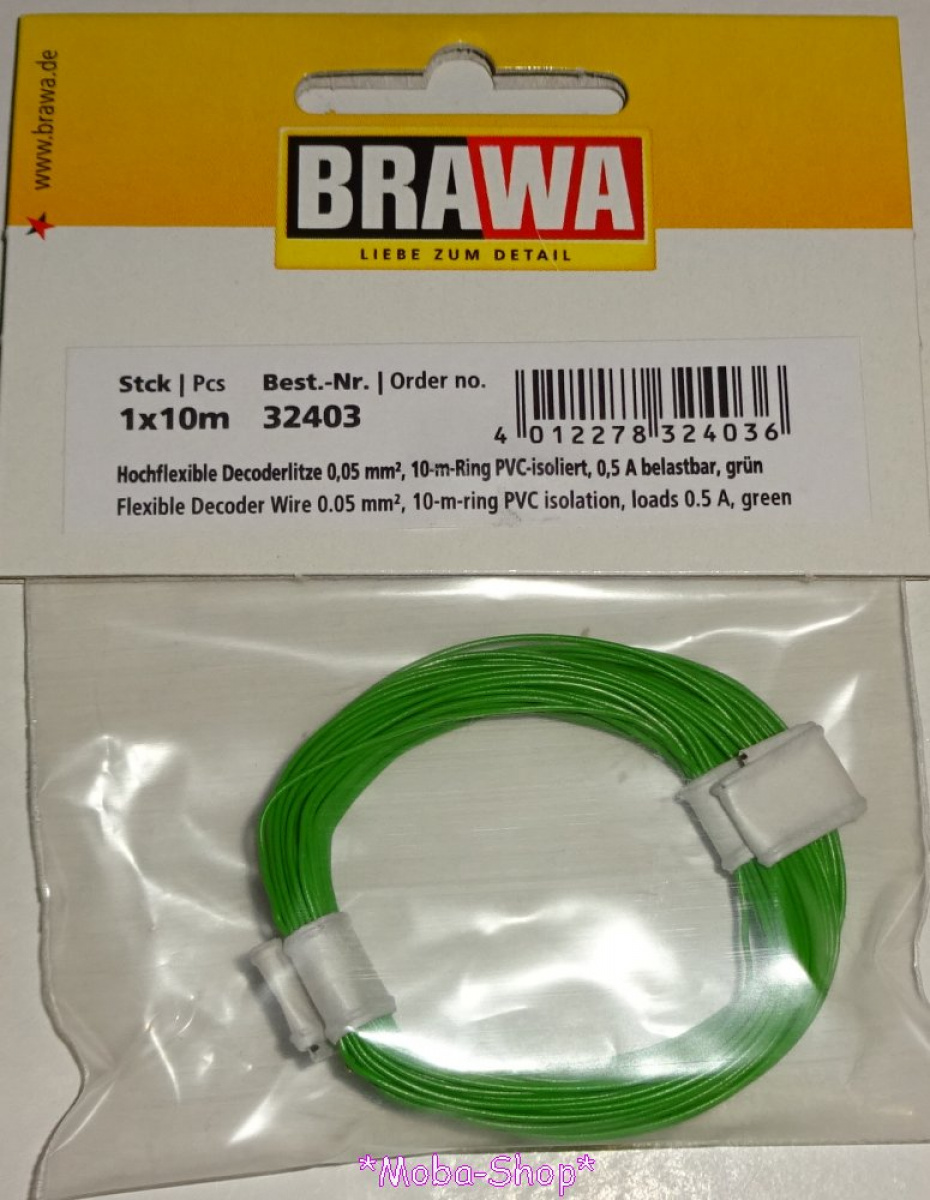 www.brawa.de
BRAWA
LIEBE ZUM DETAIL
Stck | Pcs Best.-Nr. | Order no.
1x10m 32403
4 012278 324036
Hochflexible Decoderlitze 0,05 mm², 10-m-Ring PVC-isoliert, 0,5 A belastbar, grün
Flexible Decoder Wire 0.05 mm², 10-m-ring PVC isolation, loads 0.5 A, green
*Moba-Shop*